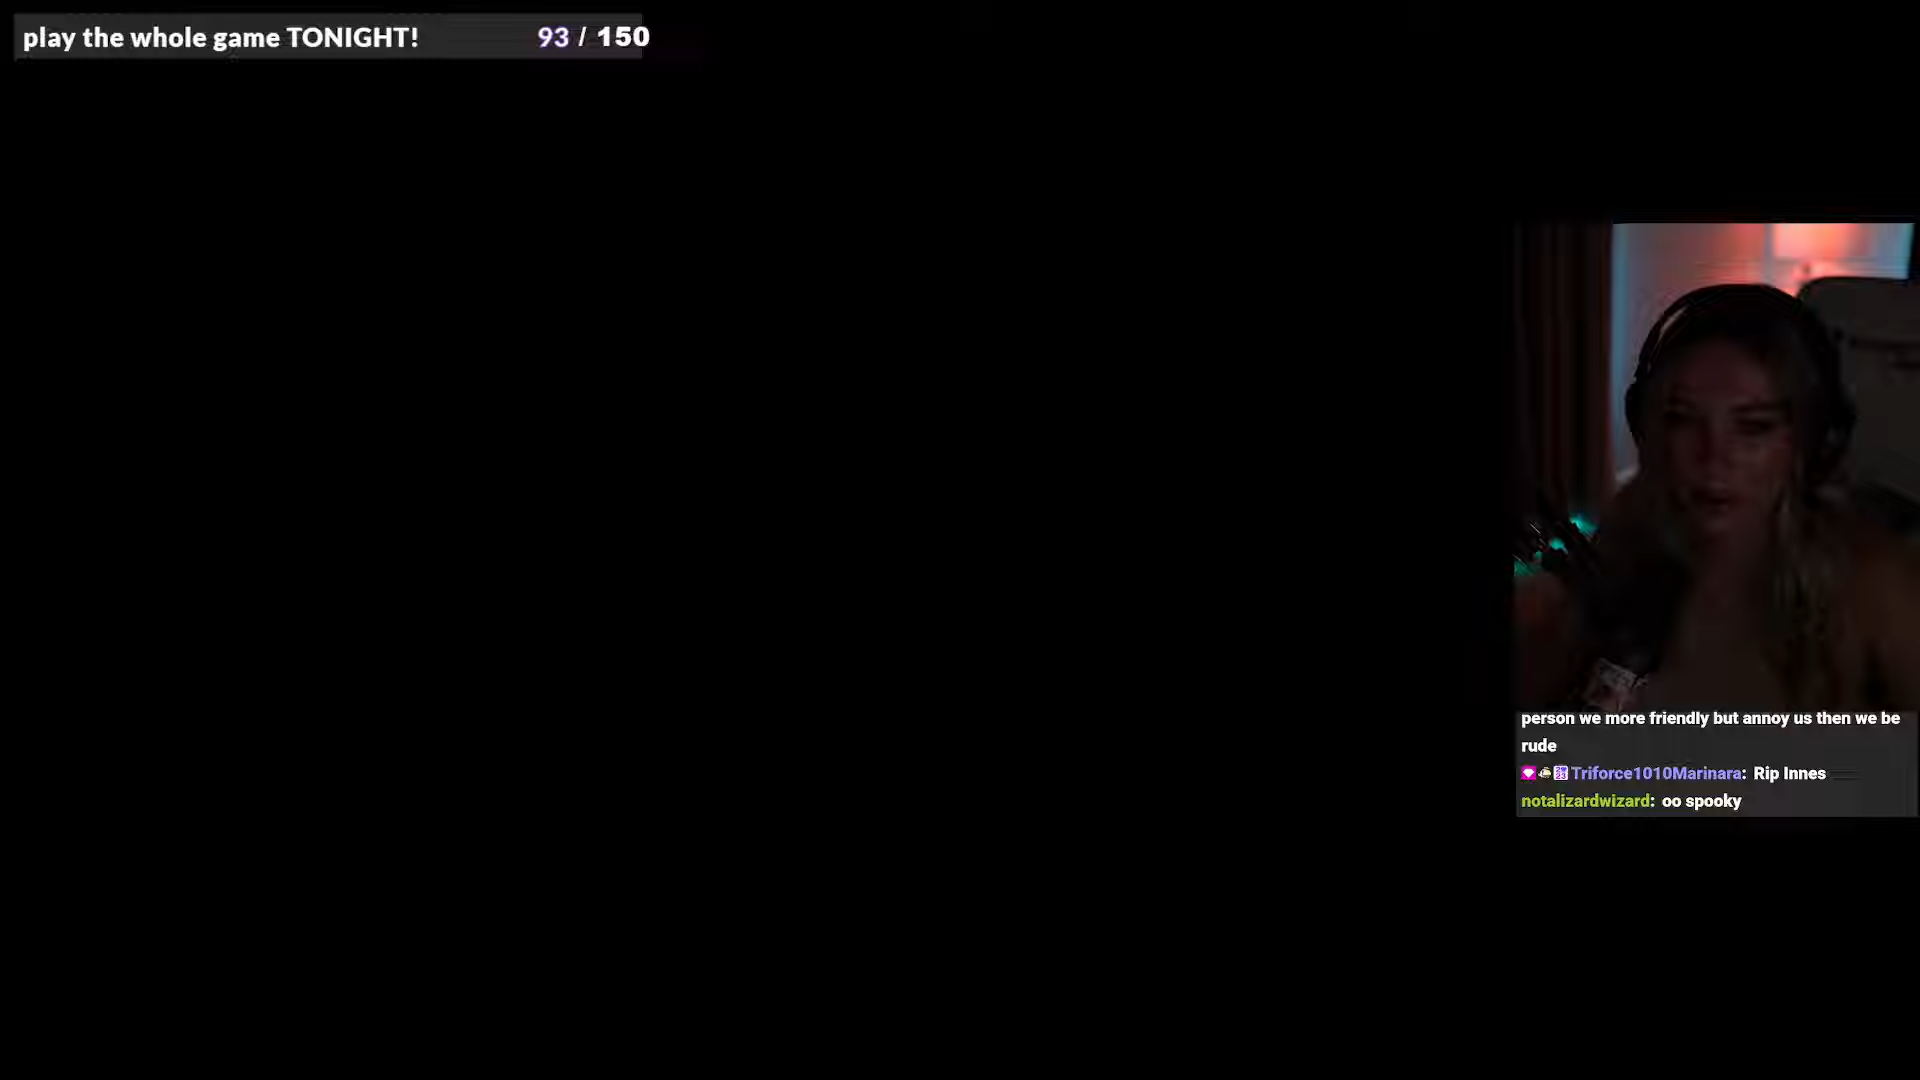 play the whole game TONIGHT! 93 / 150
person we more friendly but annoy us then we be
rude
Triforce1010Marinara: Rip Innes
notalizardwizard: oo spooky